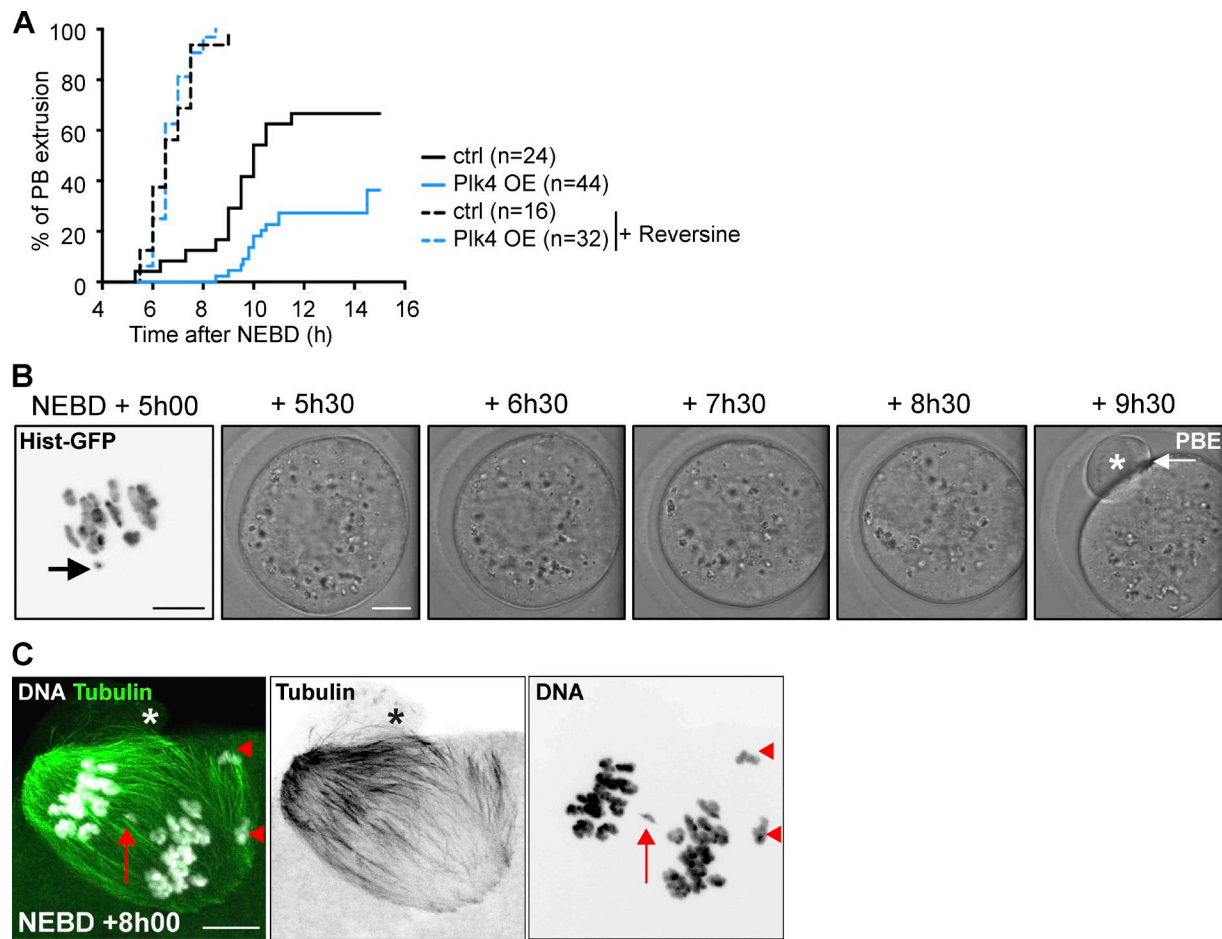 A
100
80
60
40
20
0
% of PB extrusion
4 6 8 10 12 14 16
Time after NEBD (h)
ctrl (n=24)
Plk4 OE (n=44)
ctrl (n=16)
Plk4 OE (n=32)
+ Reversine
B
NEBD + 5h00 + 5h30 + 6h30 + 7h30 + 8h30 + 9h30
Hist-GFP
PBE
*
C
DNA Tubulin
*
NEBD +8h00
Tubulin
*
DNA